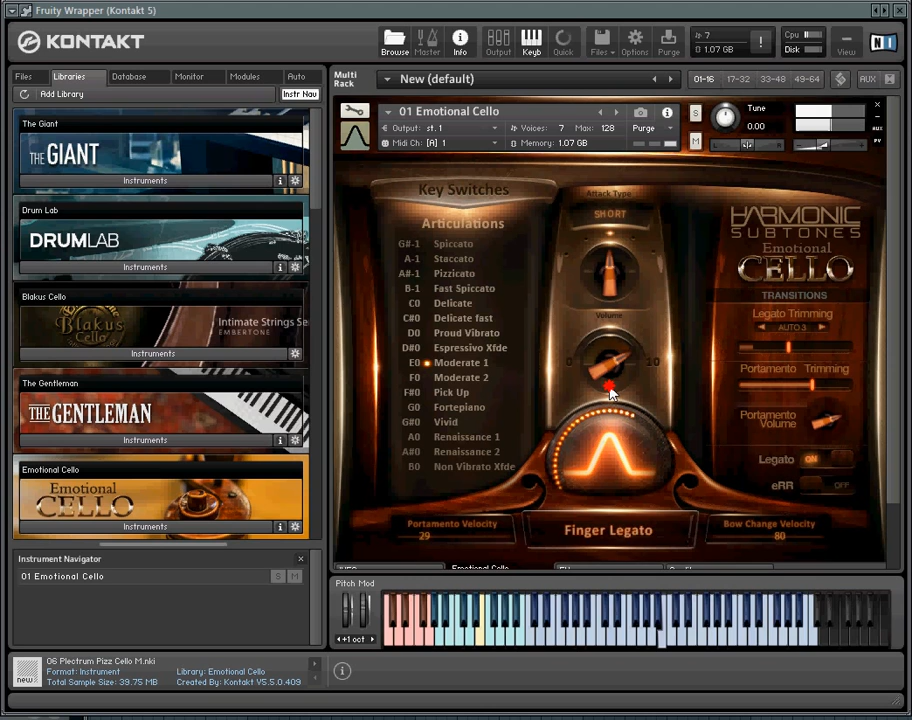 Fruity Wrapper (Kontakt 5)
KONTAKT
Browse
Master
Info
Output
Keyb
Quick
Files
Options
Purge
7
1.07 GB
!
Cpu
Disk
View
NI
Files Libraries Database Monitor Modules Auto
Add Library
Instr Nav
The Giant
THE GIANT
Instruments
Drum Lab
DRUMLAB
Instruments
Blakus Cello
Blakus Cello
Intimate Strings Se
EMBERTONE
Instruments
The Gentleman
THE GENTLEMAN
Instruments
Emotional Cello
Emotional
CELLO
Instruments
Instrument Navigator
01 Emotional Cello
S M
06 Plectrum Pizz Cello M.nki
Format: Instrument
Library: Emotional Cello
Total Sample Size: 39.75 MB
Created By: Kontakt V5.5.0.409
new
Multi
Rack
New (default)
01-16 17-32 33-48 49-64
AUX
01 Emotional Cello
Output: st. 1
Voices: 7 Max: 128
Purge
Midi Ch: [A] 1
Memory: 1.07 GB
S
M
Tune
0.00
L R
AUX
PV
Key Switches
Articulations
G#-1 Spiccato
A-1 Staccato
A#-1 Pizzicato
B-1 Fast Spiccato
C0 Delicate
C#0 Delicate fast
D0 Proud Vibrato
D#0 Espressivo Xfde
E0 Moderate 1
F0 Moderate 2
F#0 Pick Up
G0 Fortepiano
G#0 Vivid
A0 Renaissance 1
A#0 Renaissance 2
B0 Non Vibrato Xfde
Attack Type
SHORT
Volume
0 10
HARMONIC
SUBTONES
Emotional
CELLO
TRANSITIONS
Legato Trimming
AUTO 3
Portamento Trimming
Portamento
Volume
Legato ON
eRR OFF
Portamento Velocity
29
Finger Legato
Bow Change Velocity
80
Emotional Cello
Pitch Mod
+1 oct